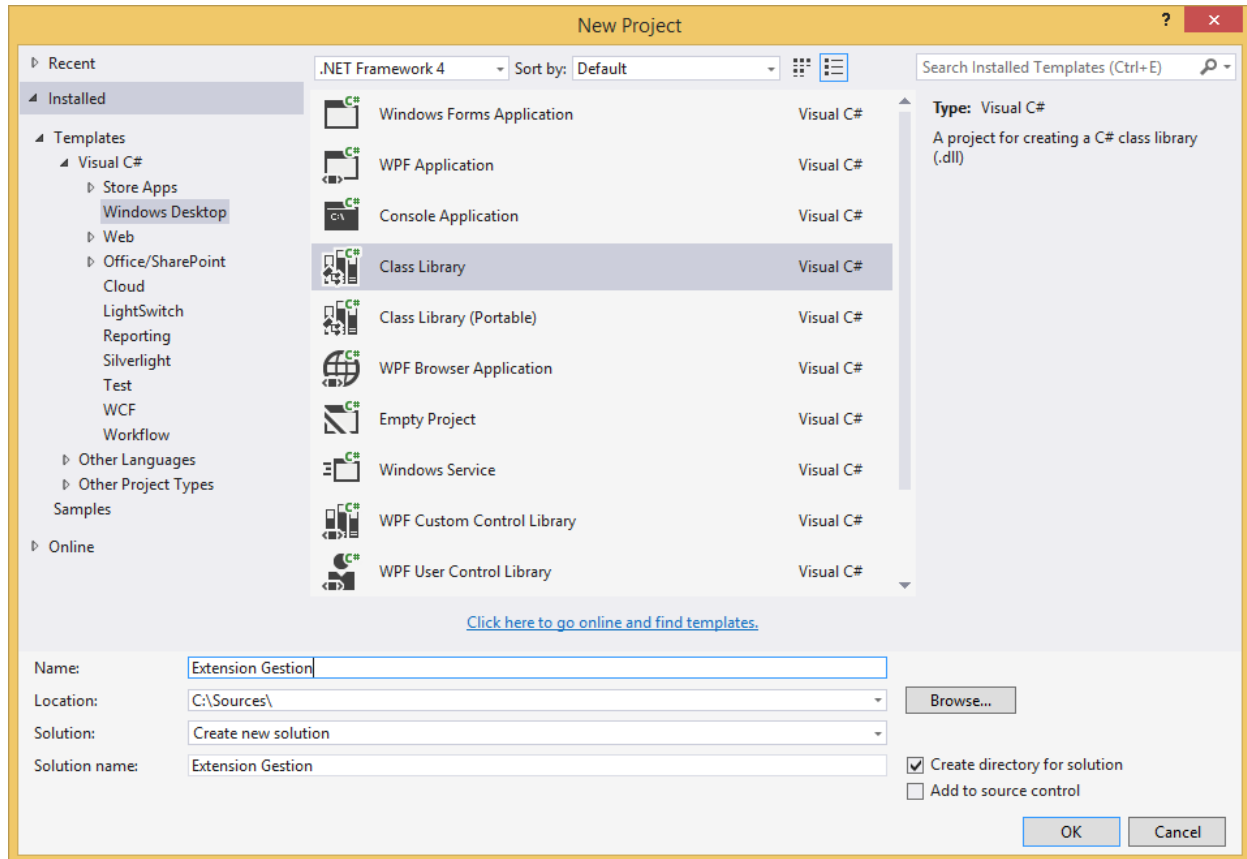 New Project
?
Recent
Installed
Templates
Visual C#
Store Apps
Windows Desktop
Web
Office/SharePoint
Cloud
LightSwitch
Reporting
Silverlight
Test
WCF
Workflow
Other Languages
Other Project Types
Samples
Online
.NET Framework 4 Sort by: Default
C# Windows Forms Application Visual C#
C# WPF Application Visual C#
C# C:\ Console Application Visual C#
C# Class Library Visual C#
C# Class Library (Portable) Visual C#
C# WPF Browser Application Visual C#
C# Empty Project Visual C#
C# Windows Service Visual C#
C# WPF Custom Control Library Visual C#
C# WPF User Control Library Visual C#
Click here to go online and find templates.
Search Installed Templates (Ctrl+E)
Type: Visual C#
A project for creating a C# class library
(.dll)
Name: Extension Gestion
Location: C:\Sources\ Browse...
Solution: Create new solution
Solution name: Extension Gestion
Create directory for solution
Add to source control
OK Cancel